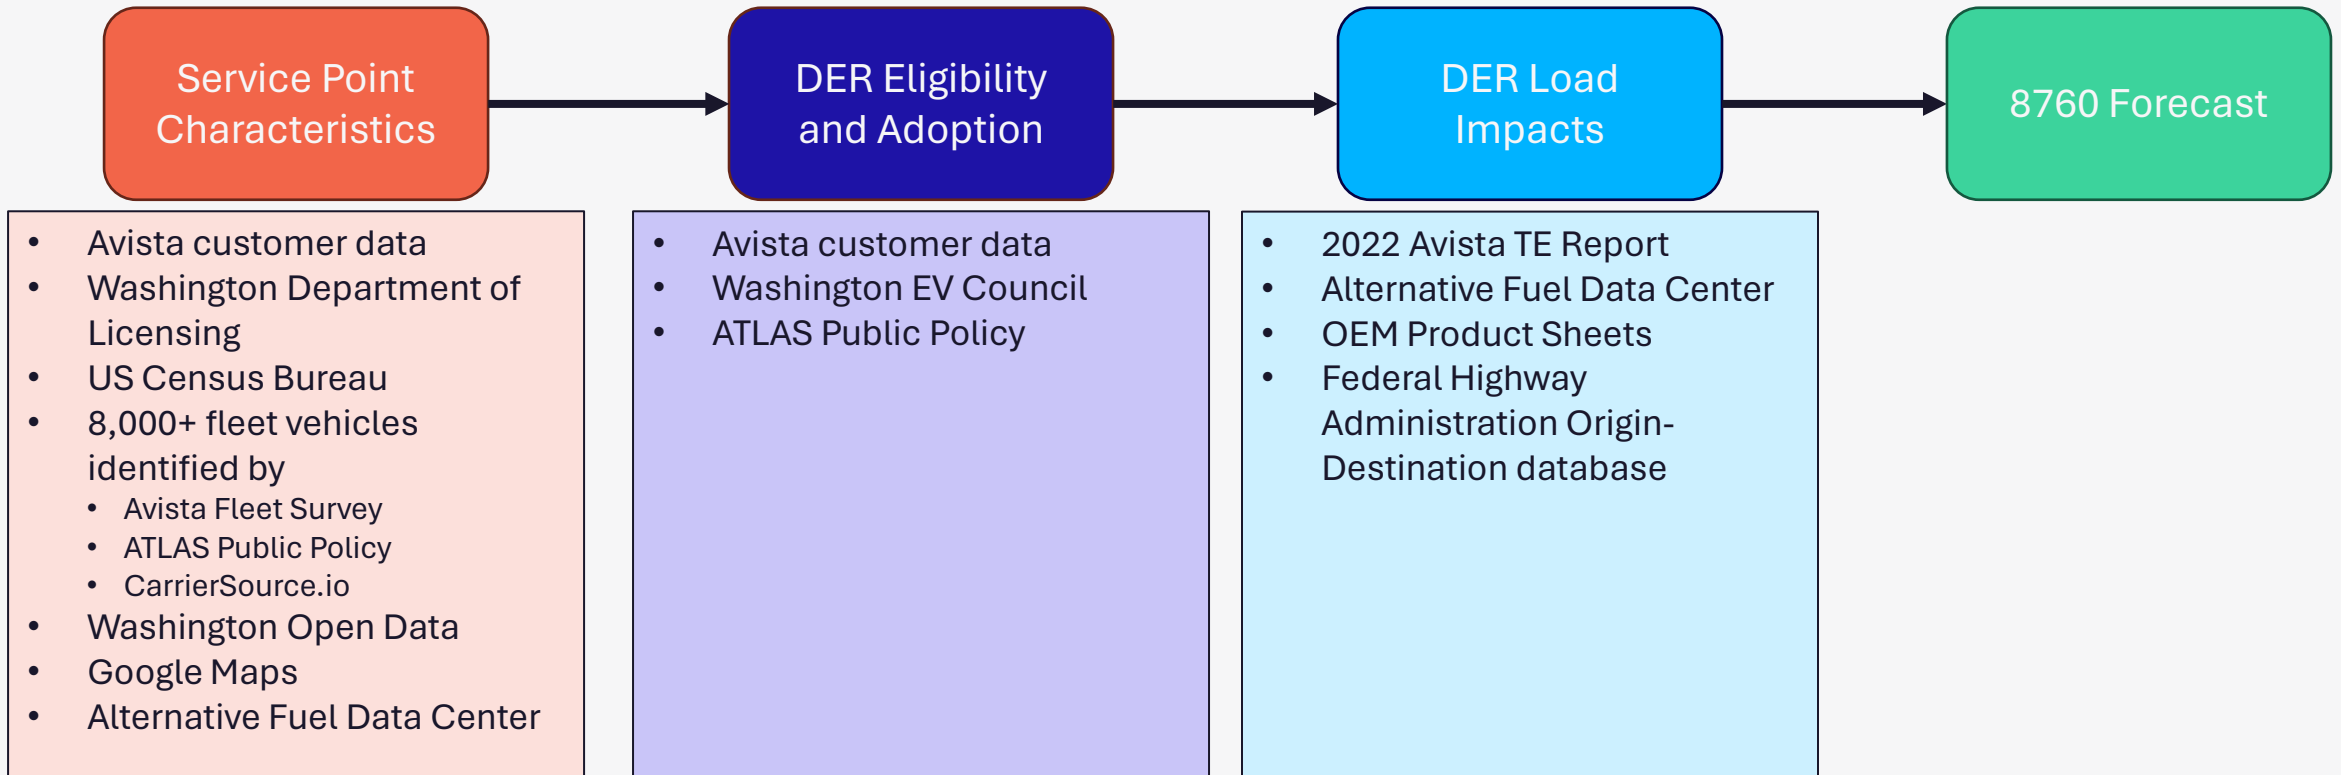 Service Point
Characteristics
DER Eligibility
and Adoption
DER Load
Impacts
8760 Forecast
• Avista customer data
• Washington Department of
Licensing
• US Census Bureau
• 8,000+ fleet vehicles
identified by
• Avista Fleet Survey
• ATLAS Public Policy
• CarrierSource.io
• Washington Open Data
• Google Maps
• Alternative Fuel Data Center
• Avista customer data
• Washington EV Council
• ATLAS Public Policy
• 2022 Avista TE Report
• Alternative Fuel Data Center
• OEM Product Sheets
• Federal Highway
Administration Origin-
Destination database